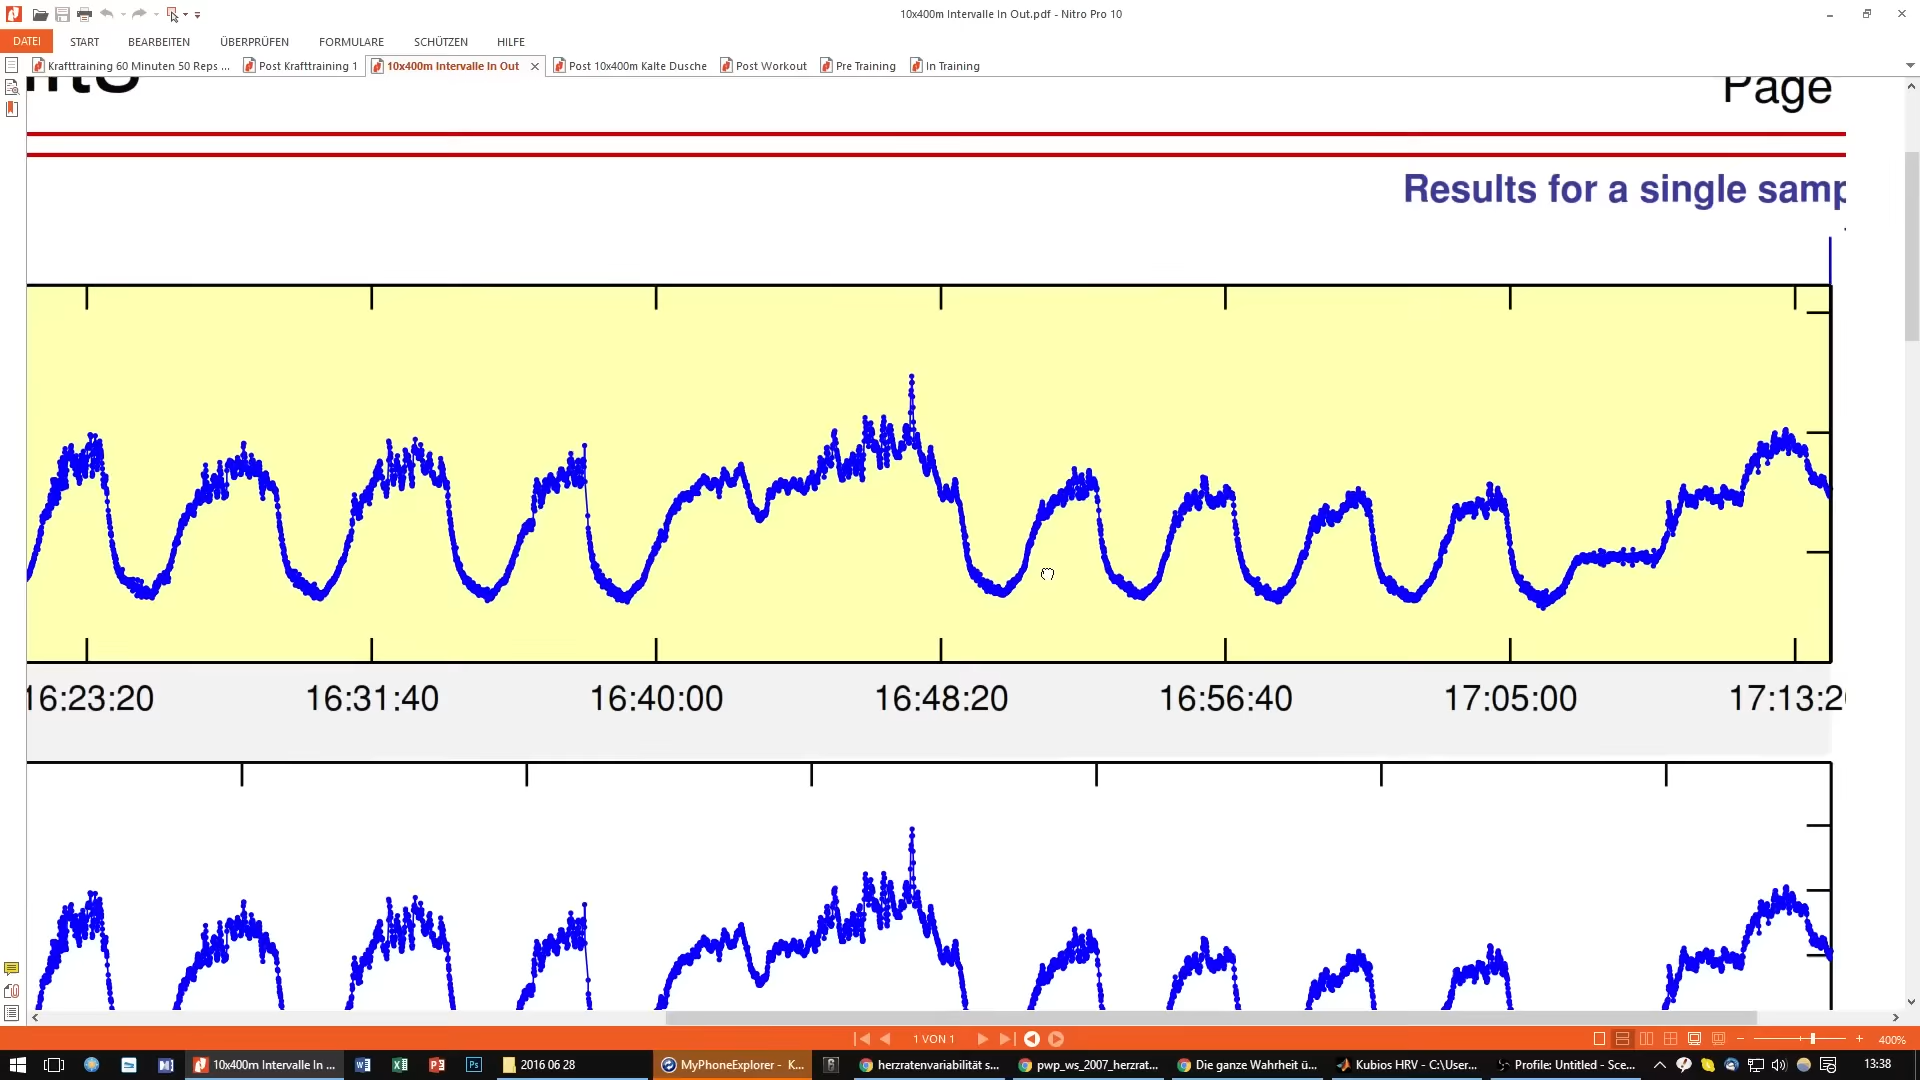 10x400m Intervalle In Out.pdf - Nitro Pro 10
DATEI START BEARBEITEN ÜBERPRÜFEN FORMULARE SCHÜTZEN HILFE
Krafttraining 60 Minuten 50 Reps ... Post Krafttraining 1 10x400m Intervalle In Out Post 10x400m Kalte Dusche Post Workout Pre Training In Training
Page
Results for a single samp
16:23:20 16:31:40 16:40:00 16:48:20 16:56:40 17:05:00 17:13:20
1 VON 1
400%
10x400m Intervalle In ... 2016 06 28 MyPhoneExplorer - K... herzratenvariabilität s... pwp_ws_2007_herzrat... Die ganze Wahrheit ü... Kubios HRV - C:\User... Profile: Untitled - Sce... 13:38